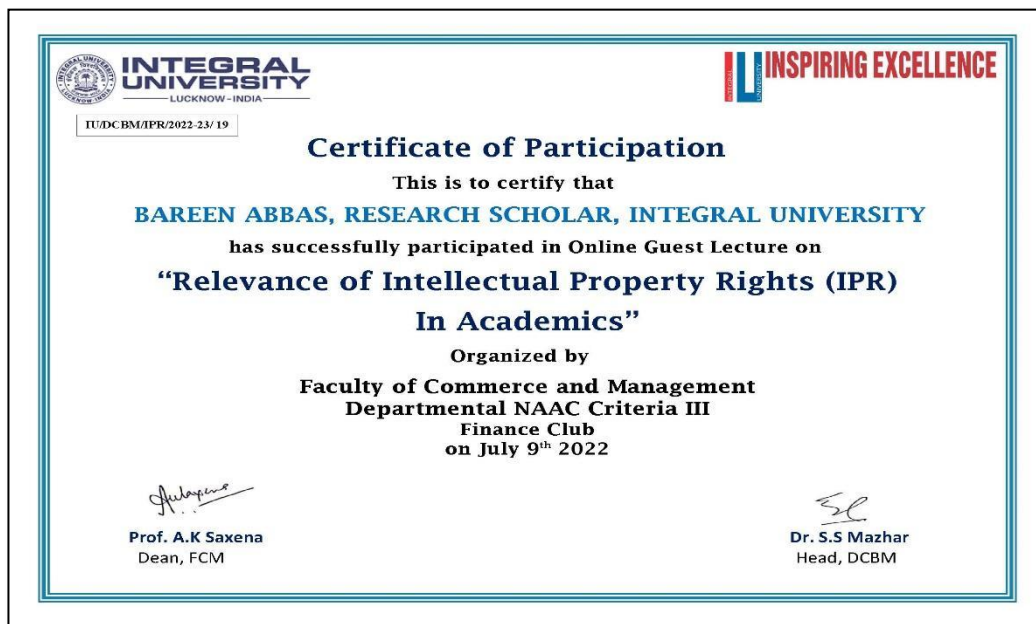 INTEGRAL
UNIVERSITY
LUCKNOW-INDIA
INSPIRING EXCELLENCE
INTEGRAL
UNIVERSITY
IU/DCBM/IPR/2022-23/ 19
Certificate of Participation
This is to certify that
BAREEN ABBAS, RESEARCH SCHOLAR, INTEGRAL UNIVERSITY
has successfully participated in Online Guest Lecture on
“Relevance of Intellectual Property Rights (IPR)
In Academics”
Organized by
Faculty of Commerce and Management
Departmental NAAC Criteria III
Finance Club
on July 9th 2022
Prof. A.K Saxena
Dean, FCM
Dr. S.S Mazhar
Head, DCBM